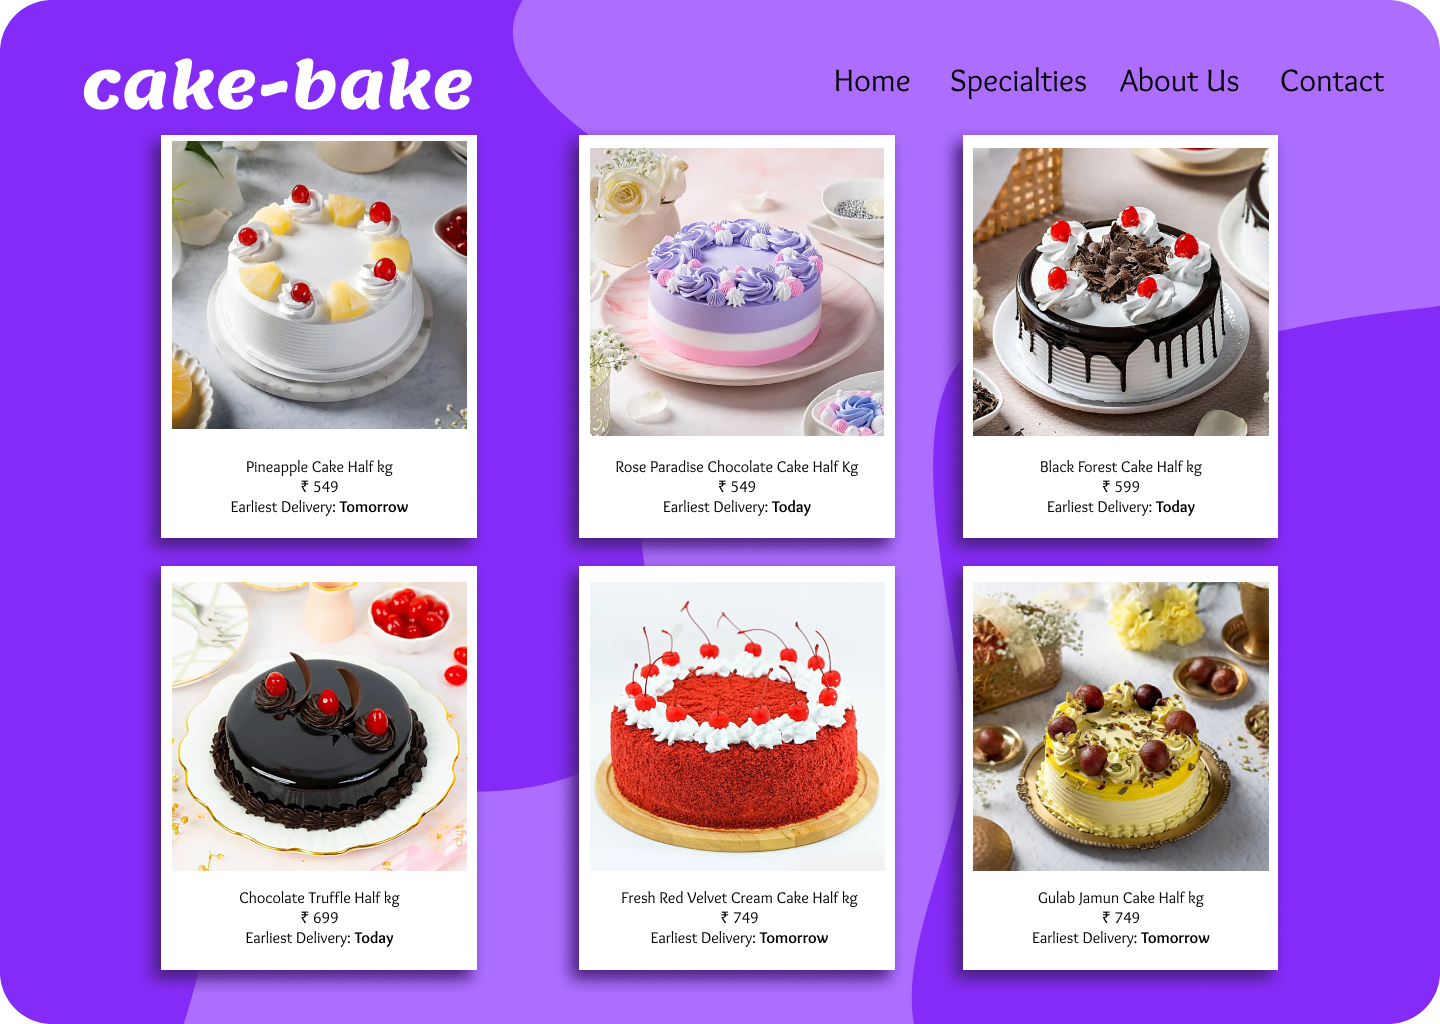 cake-bake
Home Specialties About Us Contact
Pineapple Cake Half kg
₹ 549
Earliest Delivery: Tomorrow
Rose Paradise Chocolate Cake Half Kg
₹ 549
Earliest Delivery: Today
Black Forest Cake Half kg
₹ 599
Earliest Delivery: Today
Chocolate Truffle Half kg
₹ 699
Earliest Delivery: Today
Fresh Red Velvet Cream Cake Half kg
₹ 749
Earliest Delivery: Tomorrow
Gulab Jamun Cake Half kg
₹ 749
Earliest Delivery: Tomorrow